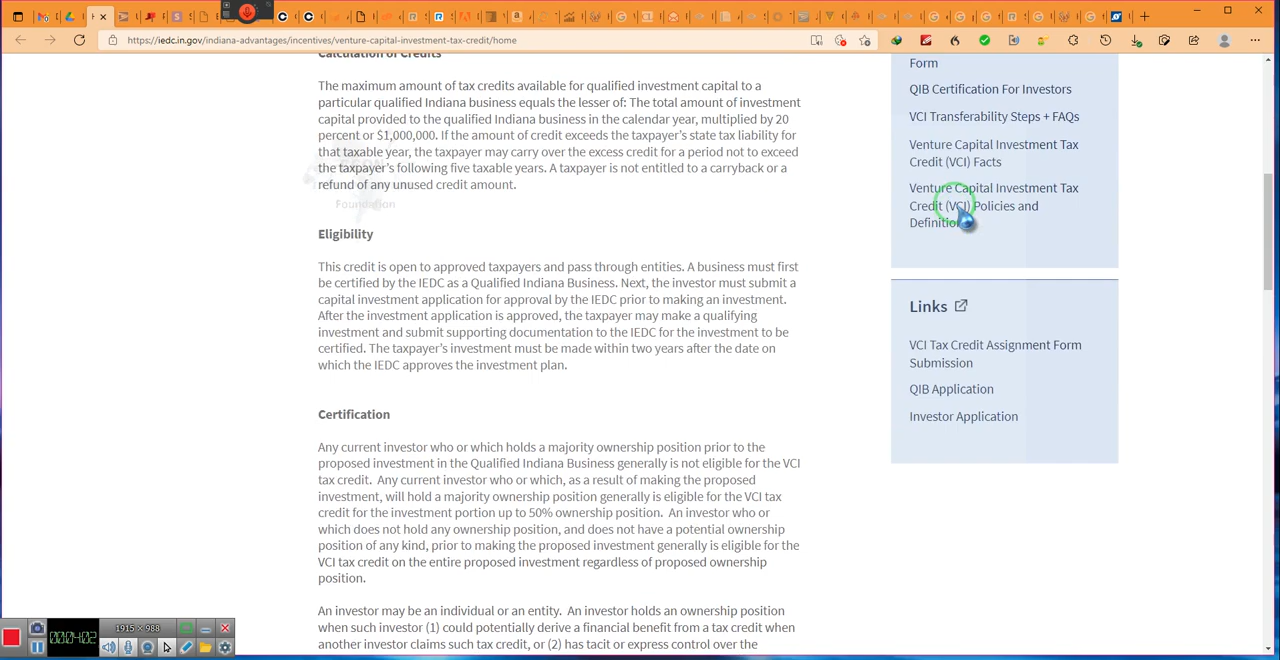 https://iedc.in.gov/indiana-advantages/incentives/venture-capital-investment-tax-credit/home
Calculation of Credits
The maximum amount of tax credits available for qualified investment capital to a
particular qualified Indiana business equals the lesser of: The total amount of investment
capital provided to the qualified Indiana business in the calendar year, multiplied by 20
percent or $1,000,000. If the amount of credit exceeds the taxpayer's state tax liability for
that taxable year, the taxpayer may carry over the excess credit for a period not to exceed
the taxpayer's following five taxable years. A taxpayer is not entitled to a carryback or a
refund of any unused credit amount.
Foundation
Eligibility
This credit is open to approved taxpayers and pass through entities. A business must first
be certified by the IEDC as a Qualified Indiana Business. Next, the investor must submit a
capital investment application for approval by the IEDC prior to making an investment.
After the investment application is approved, the taxpayer may make a qualifying
investment and submit supporting documentation to the IEDC for the investment to be
certified. The taxpayer's investment must be made within two years after the date on
which the IEDC approves the investment plan.
Certification
Any current investor who or which holds a majority ownership position prior to the
proposed investment in the Qualified Indiana Business generally is not eligible for the VCI
tax credit. Any current investor who or which, as a result of making the proposed
investment, will hold a majority ownership position generally is eligible for the VCI tax
credit for the investment portion up to 50% ownership position. An investor who or
which does not hold any ownership position, and does not have a potential ownership
position of any kind, prior to making the proposed investment generally is eligible for the
VCI tax credit on the entire proposed investment regardless of proposed ownership
position.
An investor may be an individual or an entity. An investor holds an ownership position
when such investor (1) could potentially derive a financial benefit from a tax credit when
another investor claims such tax credit, or (2) has tacit or express control over the
Form
QIB Certification For Investors
VCI Transferability Steps + FAQs
Venture Capital Investment Tax
Credit (VCI) Facts
Venture Capital Investment Tax
Credit (VCI) Policies and
Definitio
Links
VCI Tax Credit Assignment Form
Submission
QIB Application
Investor Application
1915 × 988
00:04:02